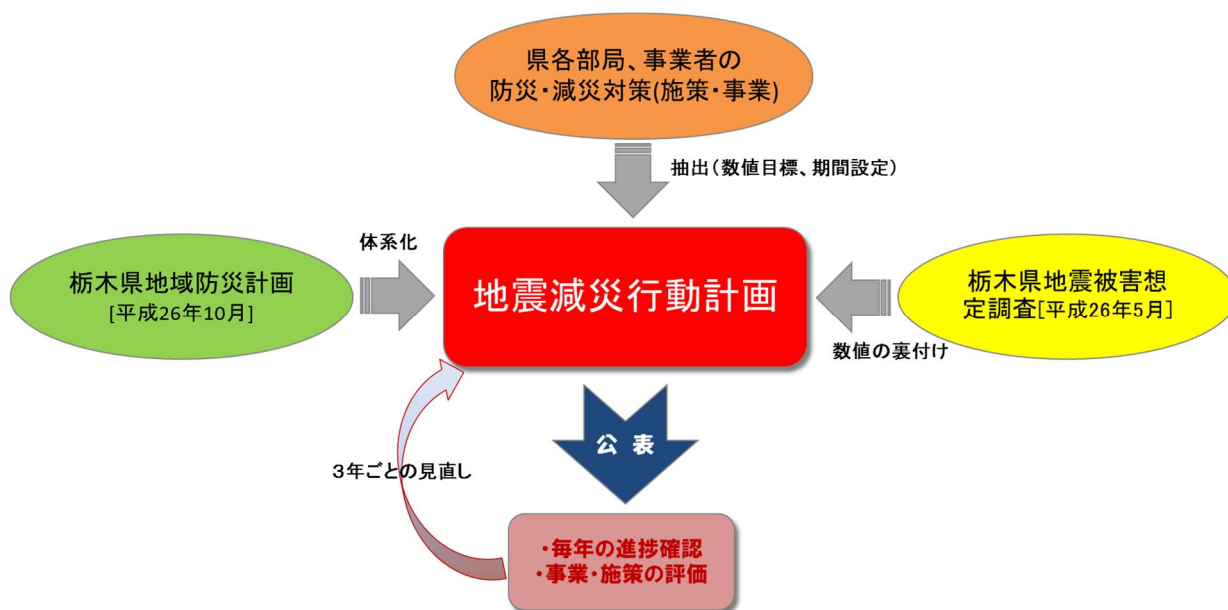 県各部局、事業者の
防災・減災対策(施策・事業)
抽出(数値目標、期間設定)
体系化
栃木県地域防災計画
[平成26年10月]
地震減災行動計画
栃木県地震被害想
定調査[平成26年5月]
数値の裏付け
公表
3年ごとの見直し
・毎年の進捗確認
・事業・施策の評価